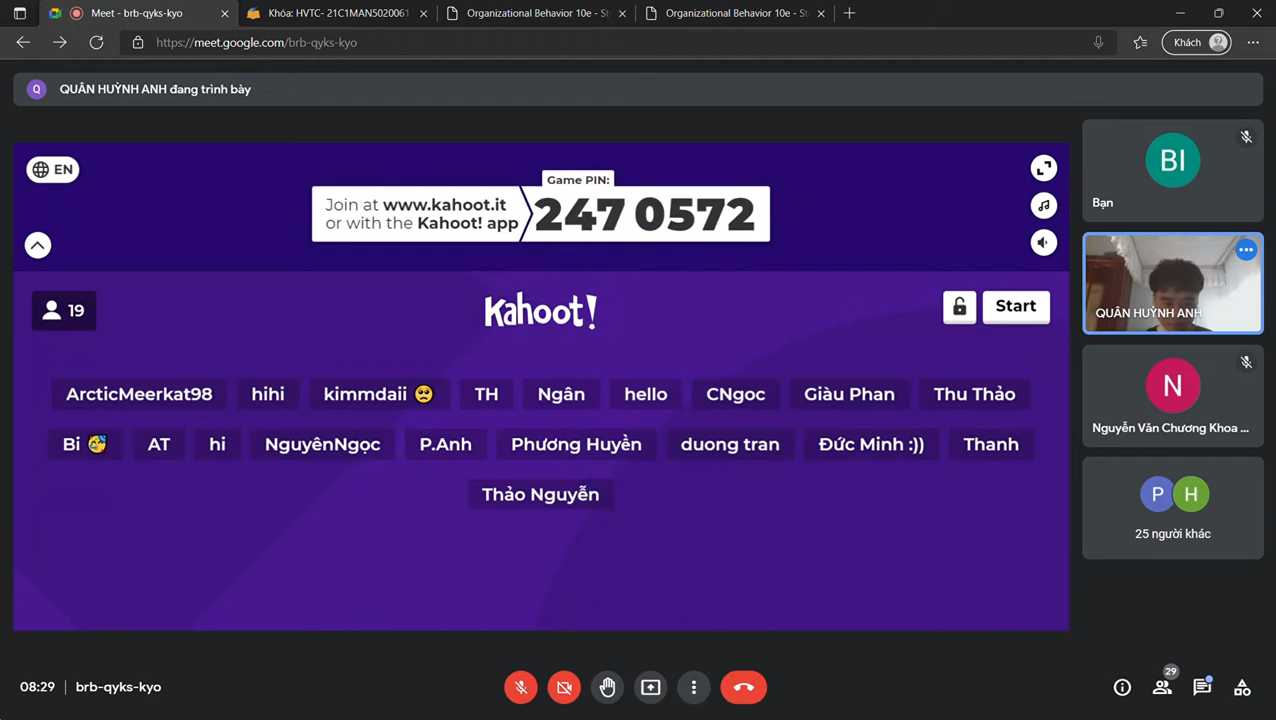 Meet - brb-qyks-kyo
Khóa: HVTC- 21C1MAN5020061
Organizational Behavior 10e - St
Organizational Behavior 10e - St
https://meet.google.com/brb-qyks-kyo
Khách
Q QUÂN HUỲNH ANH đang trình bày
EN
Game PIN:
Join at www.kahoot.it
or with the Kahoot! app
247 0572
19
Kahoot!
Start
ArcticMeerkat98 hihi kimmdaii 🥺 TH Ngân hello CNgoc Giàu Phan Thu Thảo
Bi 😪 AT hi NguyênNgọc P.Anh Phương Huyền duong tran Đức Minh :)) Thanh
Thảo Nguyễn
BI
Bạn
QUÂN HUỲNH ANH
N
Nguyễn Văn Chương Khoa ...
P H
25 người khác
08:29 | brb-qyks-kyo
29